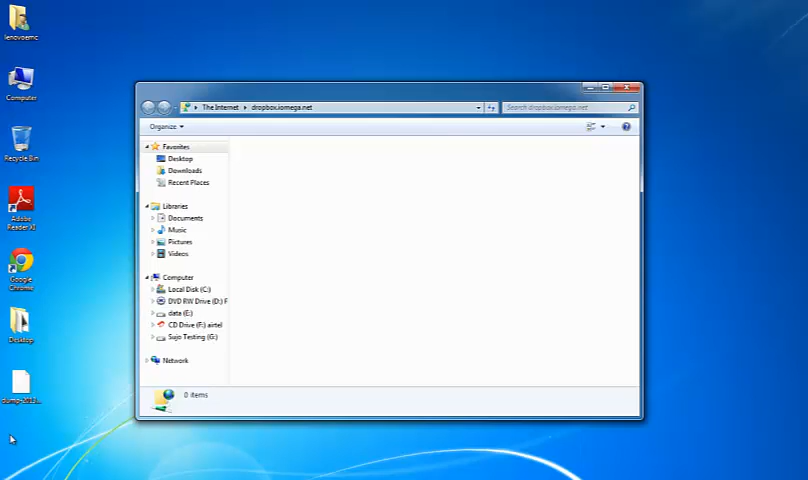 lenovoemc
Computer
Recycle Bin
Adobe
Reader XI
Google
Chrome
Desktop
dump-2013...
The Internet
dropbox.iomega.net
Search dropbox.iomega.net
Organize
Favorites
Desktop
Downloads
Recent Places
Libraries
Documents
Music
Pictures
Videos
Computer
Local Disk (C:)
DVD RW Drive (D:) F
data (E:)
CD Drive (F:) airtel
Sujo Testing (G:)
Network
0 items